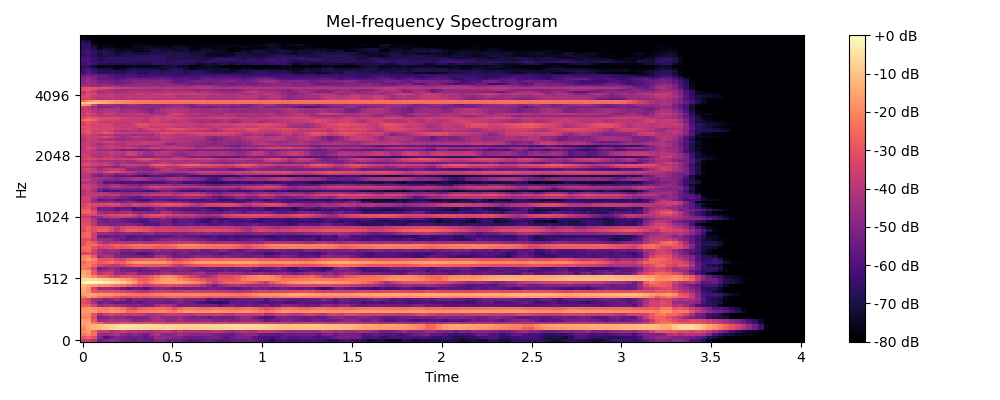 Mel-frequency Spectrogram
+0 dB
-10 dB
-20 dB
-30 dB
-40 dB
-50 dB
-60 dB
-70 dB
-80 dB
4096
2048
1024
512
0
Hz
0 0.5 1 1.5 2 2.5 3 3.5 4
Time